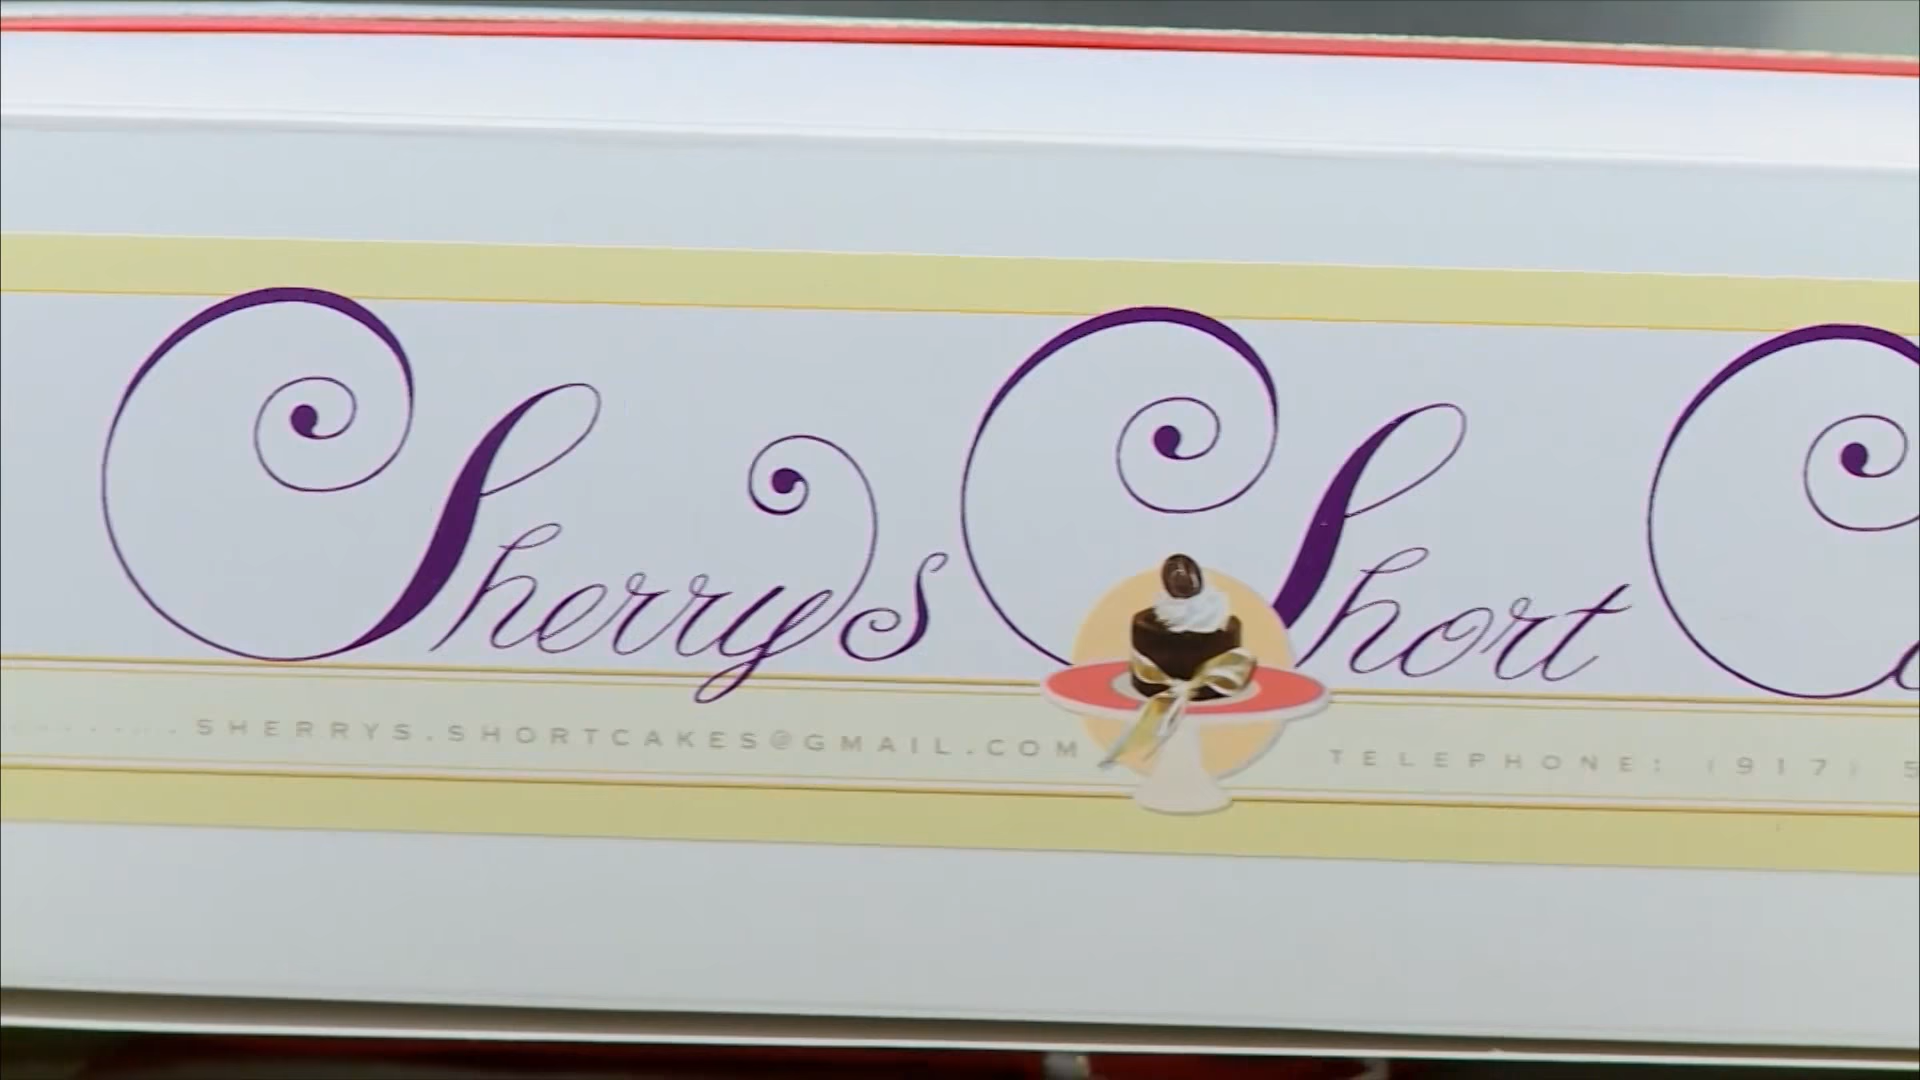 Sherrys Short
SHERRYS.SHORTCAKES@GMAIL.COM TELEPHONE: (917)